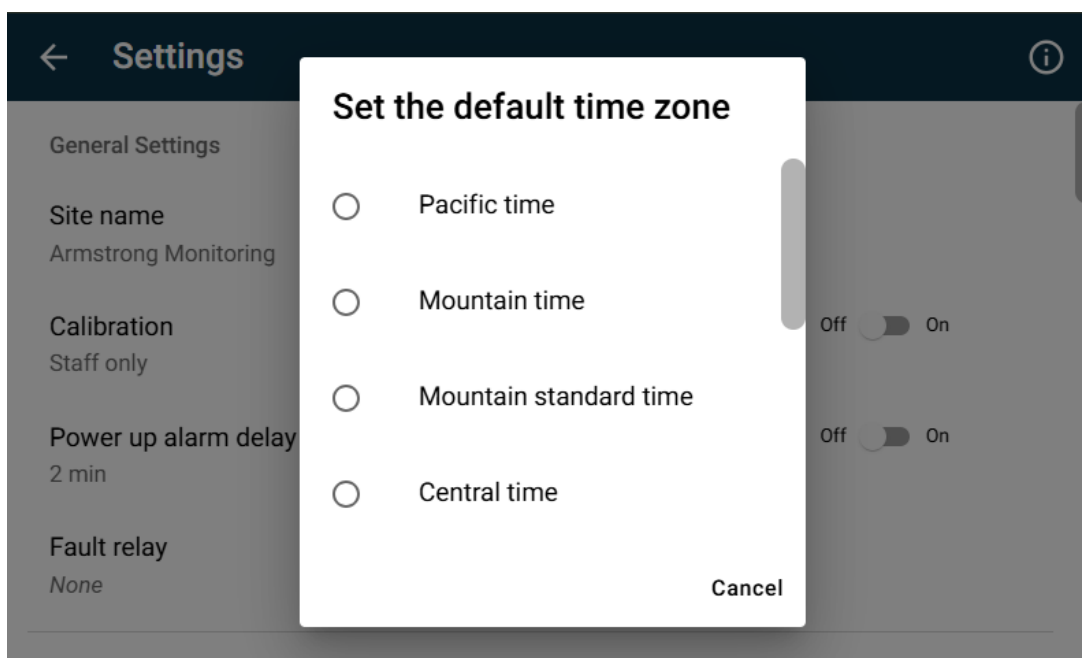 Settings
General Settings
Site name
Armstrong Monitoring
Calibration
Staff only
Off On
Power up alarm delay
2 min
Off On
Fault relay
None
Set the default time zone
Pacific time
Mountain time
Mountain standard time
Central time
Cancel